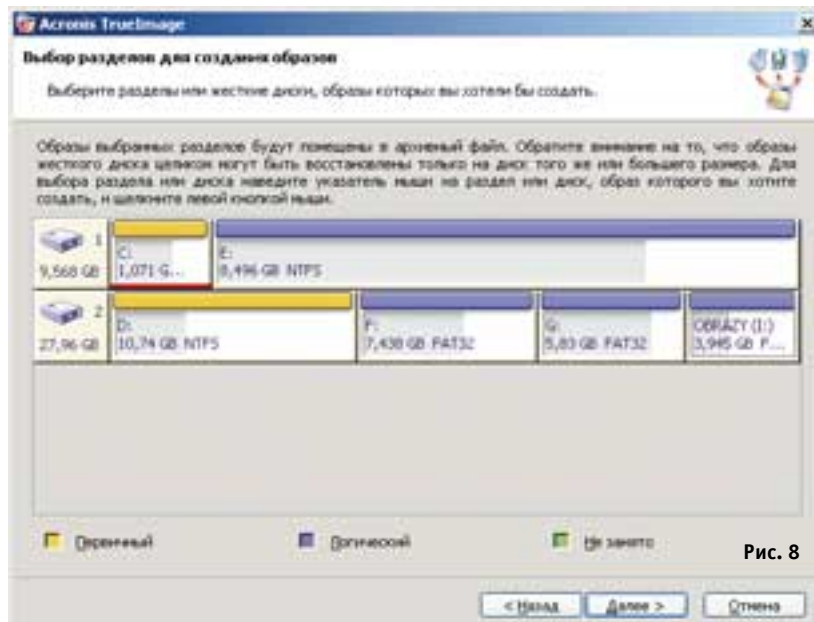 Acronis TrueImage
Выбор разделов для создания образов
Выберите разделы или жесткие диски, образы которых вы хотели бы создать.
Образы выбранных разделов будут помещены в архивный файл. Обратите внимание на то, что образы
жесткого диска целиком могут быть восстановлены только на диск того же или большего размера. Для
выбора раздела или диска наведите указатель мыши на раздел или диск, образ которого вы хотите
создать, и щелкните левой кнопкой мыши.
1
9,568 GB
C:
1,071 G...
E:
8,496 GB NTFS
2
27,96 GB
D:
10,74 GB NTFS
F:
7,438 GB FAT32
G:
5,83 GB FAT32
OBRAZY (I:)
3,945 GB F...
Первичный
Логический
Не занято
Рис. 8
< Назад
Далее >
Отмена